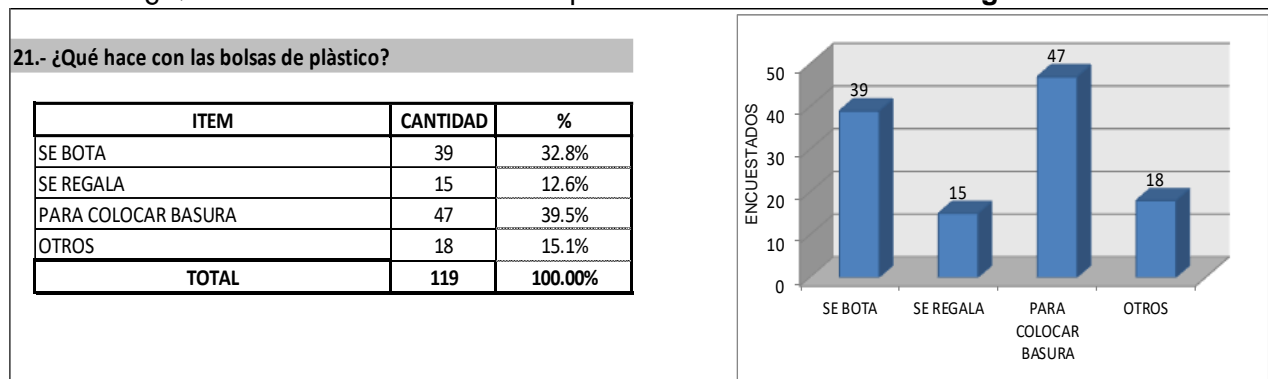 21.- ¿Qué hace con las bolsas de plàstico?
ITEM CANTIDAD %
SE BOTA 39 32.8%
SE REGALA 15 12.6%
PARA COLOCAR BASURA 47 39.5%
OTROS 18 15.1%
TOTAL 119 100.00%
ENCUESTADOS
50
40
30
20
10
0
39
15
47
18
SE BOTA
SE REGALA
PARA
COLOCAR
BASURA
OTROS